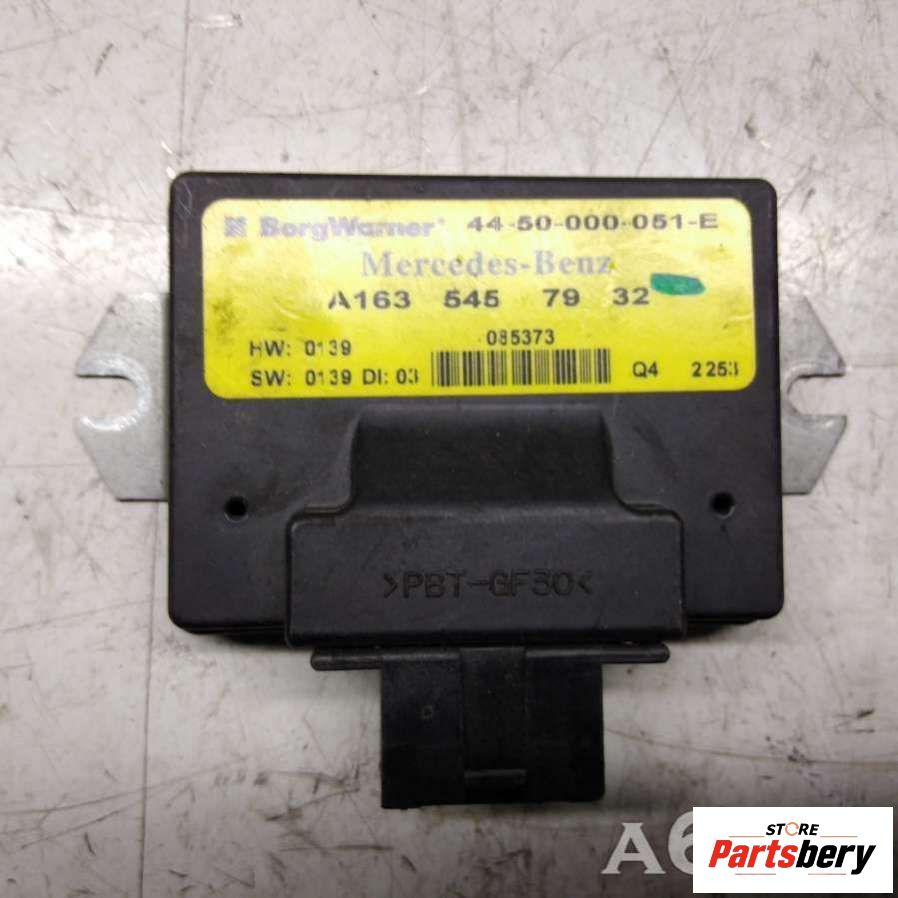 BorgWarner 44-50-000-051-E
Mercedes-Benz
A163 545 79 32
HW: 0139 085373
SW: 0139 DI: 03 Q4 2253
>PBT-GF30<
STORE
Partsbery